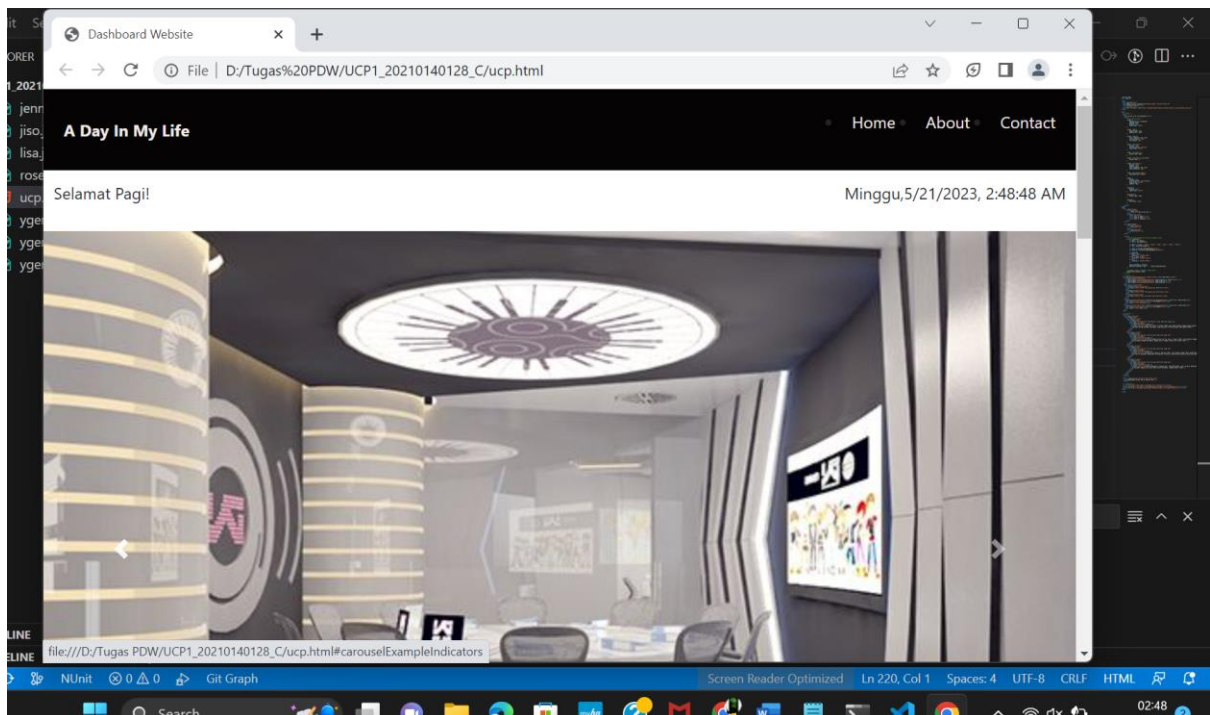 Dashboard Website
File | D:/Tugas%20PDW/UCP1_20210140128_C/ucp.html
A Day In My Life
Home About Contact
Selamat Pagi! Minggu,5/21/2023, 2:48:48 AM
file:///D:/Tugas PDW/UCP1_20210140128_C/ucp.html#carouselExampleIndicators
NUnit 0 0 Git Graph Screen Reader Optimized Ln 220, Col 1 Spaces: 4 UTF-8 CRLF HTML
Search 02:48